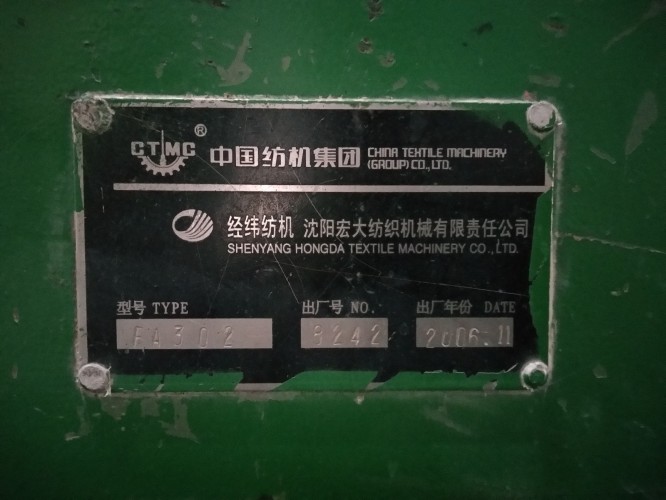 CTMC ® 中国纺机集团 CHINA TEXTILE MACHINERY (GROUP) CO., LTD.
经纬纺机 沈阳宏大纺织机械有限责任公司
SHENYANG HONGDA TEXTILE MACHINERY CO., LTD.
型号 TYPE 出厂号 NO. 出厂年份 DATE
FA302 8242 2006.11